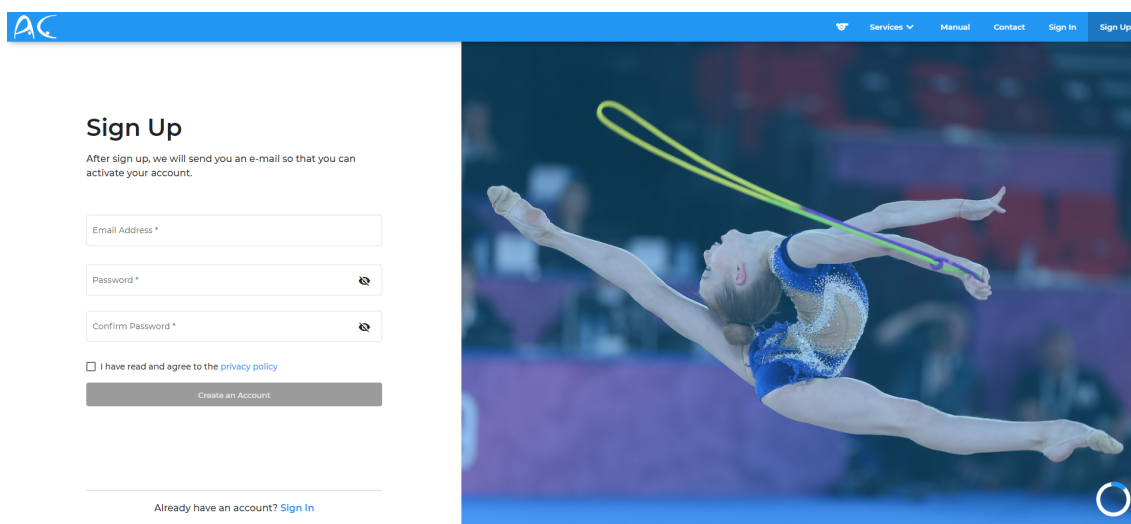 AC
Services
Manual
Contact
Sign In
Sign Up
Sign Up
After sign up, we will send you an e-mail so that you can
activate your account.
Email Address *
Password *
Confirm Password *
I have read and agree to the privacy policy
Create an Account
Already have an account? Sign In